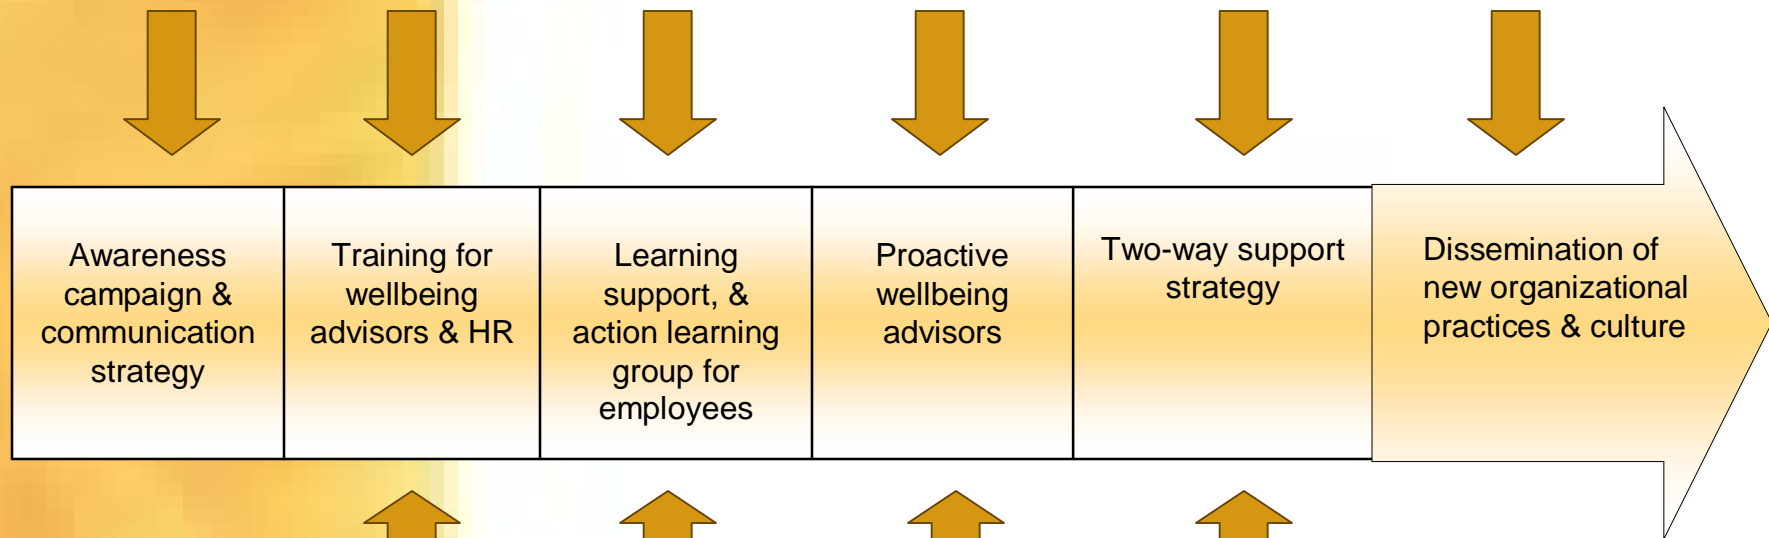 Awareness
campaign &
communication
strategy
Training for
wellbeing
advisors & HR
Learning
support, &
action learning
group for
employees
Proactive
wellbeing
advisors
Two-way support
strategy
Dissemination of
new organizational
practices & culture